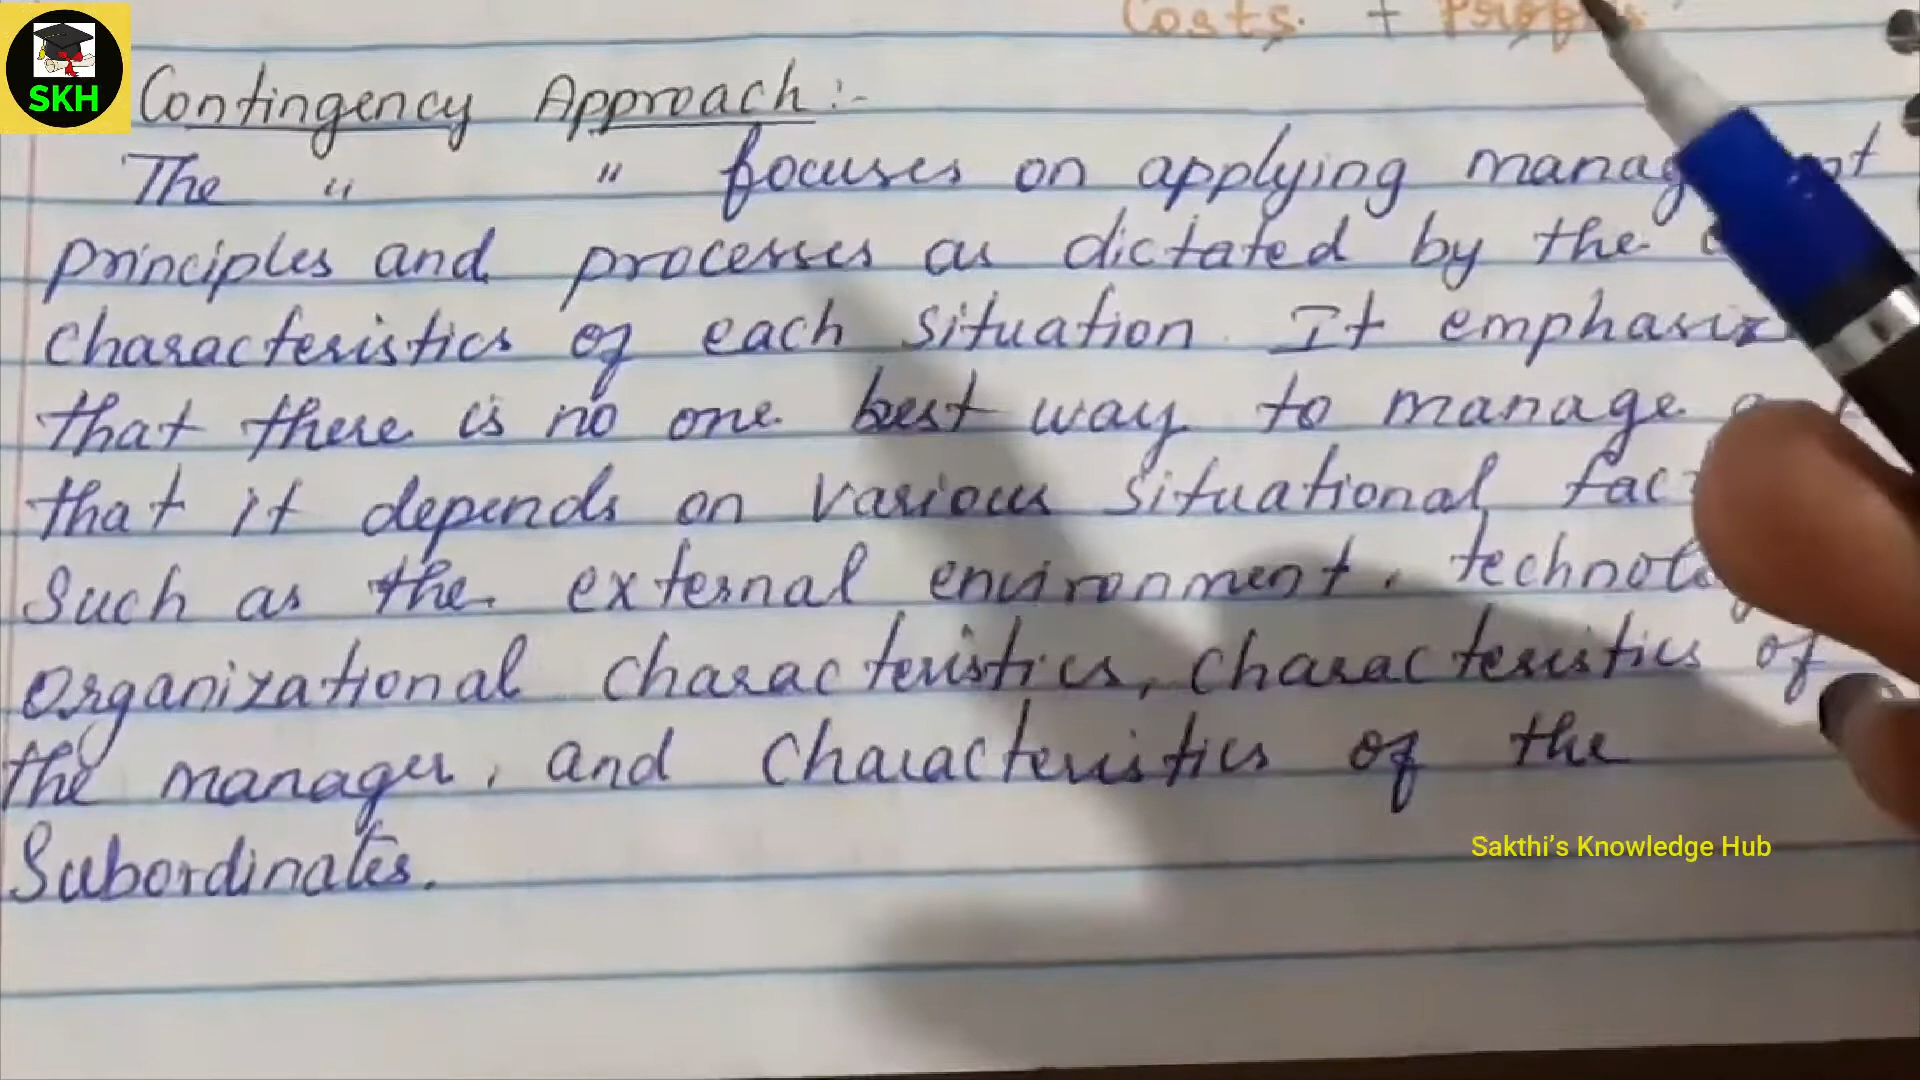 Costs. +
SKH
Contingency Approach :-
The " " focuses on applying
principles and processes as dictated by the
characteristics of each situation. It
that there is no one best way to manage
that it depends on various situational
Such as the external environment,
Organizational characteristics, characteristics of
the manager, and characteristics of the
Subordinates.
Sakthi's Knowledge Hub